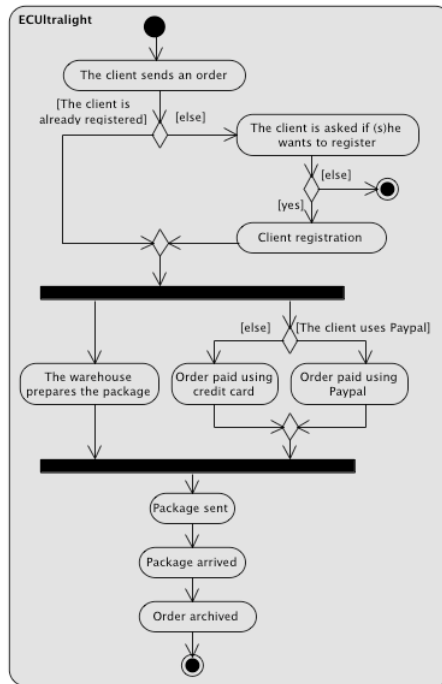 ECUltralight
The client sends an order
[The client is
already registered]
[else]
The client is asked if (s)he
wants to register
[else]
[yes]
Client registration
[else]
[The client uses Paypal]
The warehouse
prepares the package
Order paid using
credit card
Order paid using
Paypal
Package sent
Package arrived
Order archived